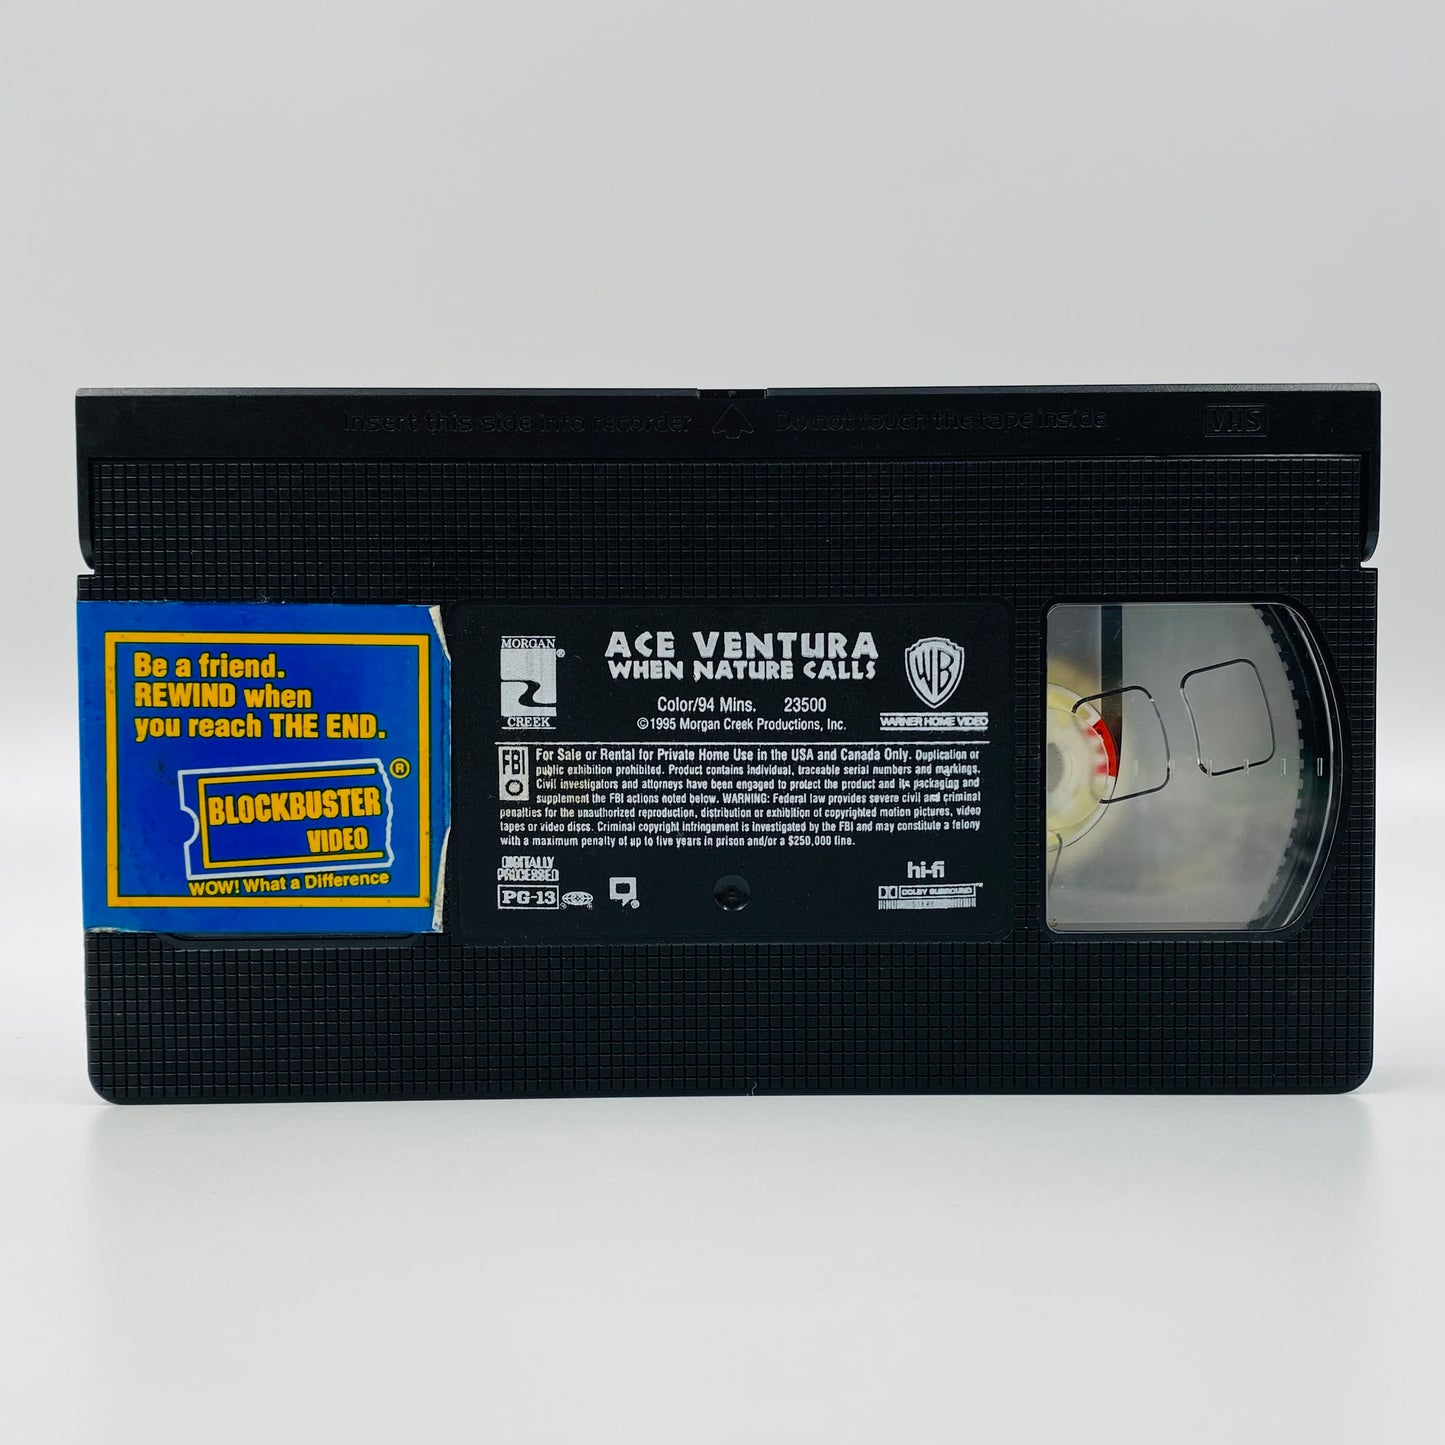 Insert this side into recorder Do not touch the tape inside VHS
Be a friend.
REWIND when
you reach THE END.
BLOCKBUSTER®
VIDEO
WOW! What a Difference
MORGAN
CREEK ®
ACE VENTURA
WHEN NATURE CALLS
Color/94 Mins. 23500
©1995 Morgan Creek Productions, Inc.
WB
WARNER HOME VIDEO
FBI
For Sale or Rental for Private Home Use in the USA and Canada Only. Duplication or
public exhibition prohibited. Product contains individual, traceable serial numbers and markings.
Civil investigators and attorneys have been engaged to protect the product and its packaging and
supplement the FBI actions noted below. WARNING: Federal law provides severe civil and criminal
penalties for the unauthorized reproduction, distribution or exhibition of copyrighted motion pictures, video
tapes or video discs. Criminal copyright infringement is investigated by the FBI and may constitute a felony
with a maximum penalty of up to five years in prison and/or a $250,000 fine.
DIGITALLY
PROCESSED
PG-13
hi-fi
DOLBY SURROUND™